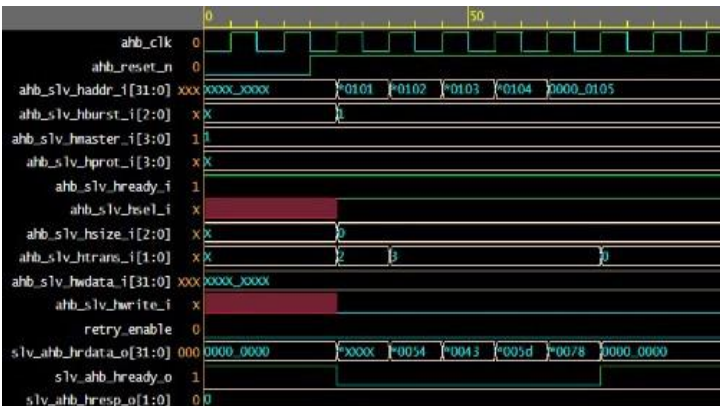 0 50
ahb_clk 0
ahb_reset_n 0
ahb_slv_haddr_i[31:0] XXX XXXX_XXXX *0101 *0102 *0103 *0104 0000_0105
ahb_slv_hburst_i[2:0] x X 1
ahb_slv_hmaster_i[3:0] 1 1
ahb_slv_hprot_i[3:0] x X
ahb_slv_hready_i 1
ahb_slv_hsel_i x
ahb_slv_hsize_i[2:0] x X 0
ahb_slv_htrans_i[1:0] x X 2 3 0
ahb_slv_hwdata_i[31:0] XXX XXXX_XXXX
ahb_slv_hwrite_i x
retry_enable 0
slv_ahb_hrdata_o[31:0] 000 0000_0000 *XXXX *0054 *0043 *005d *0078 0000_0000
slv_ahb_hready_o 1
slv_ahb_hresp_o[1:0] 0 0